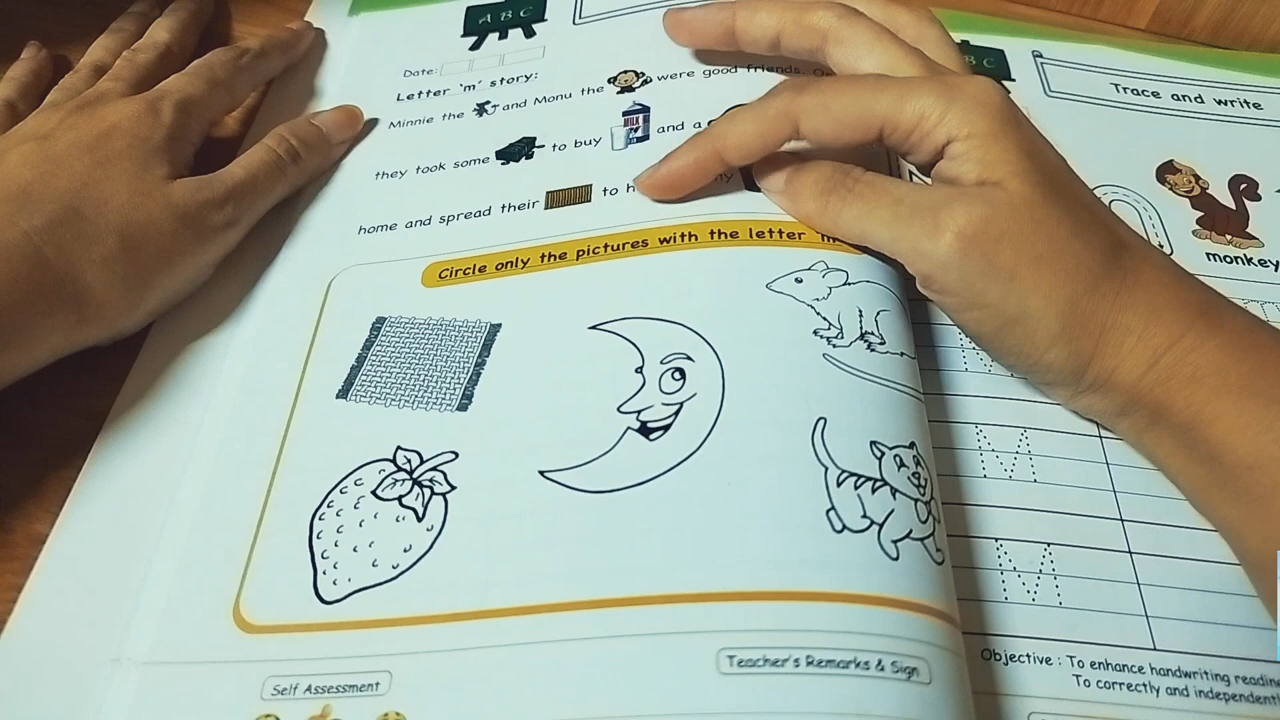 ABC
Date:
Letter 'm' story:
Minnie the and Monu the were good friends.
they took some to buy MILK and a
home and spread their to
Circle only the pictures with the letter
Self Assessment
Teacher's Remarks & Sign
B C
Trace and write
monkey
M
M
M
Objective : To enhance handwriting
To correctly and